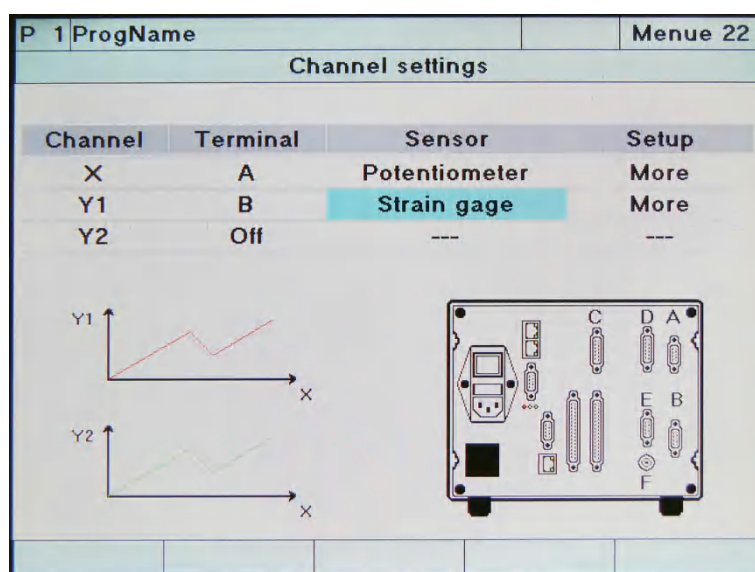 P 1 ProgName Menue 22
Channel settings
Channel Terminal Sensor Setup
X A Potentiometer More
Y1 B Strain gage More
Y2 Off --- ---
Y1
X
Y2
X
C D A
E B
F